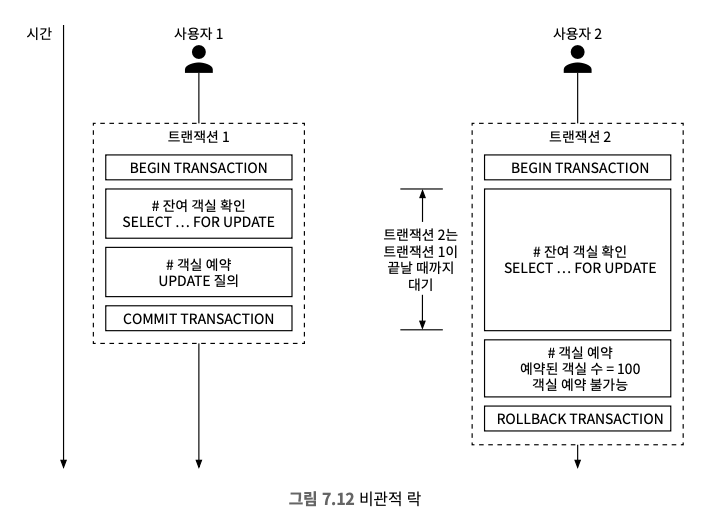 시간
사용자 1
사용자 2
트랜잭션 1
BEGIN TRANSACTION
# 잔여 객실 확인
SELECT … FOR UPDATE
# 객실 예약
UPDATE 질의
COMMIT TRANSACTION
트랜잭션 2는
트랜잭션 1이
끝날 때까지
대기
트랜잭션 2
BEGIN TRANSACTION
# 잔여 객실 확인
SELECT … FOR UPDATE
# 객실 예약
예약된 객실 수 = 100
객실 예약 불가능
ROLLBACK TRANSACTION
그림 7.12 비관적 락